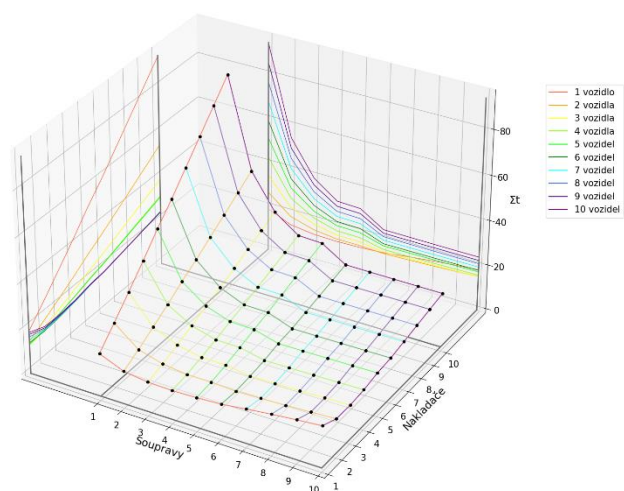 1 vozidlo
2 vozidla
3 vozidla
4 vozidla
5 vozidel
6 vozidel
7 vozidel
8 vozidel
9 vozidel
10 vozidel
80
60
Σt
40
20
0
1
2
3
4
5
6
7
8
9
10
Soupravy
1
2
3
4
5
6
7
8
9
10
Nakladače